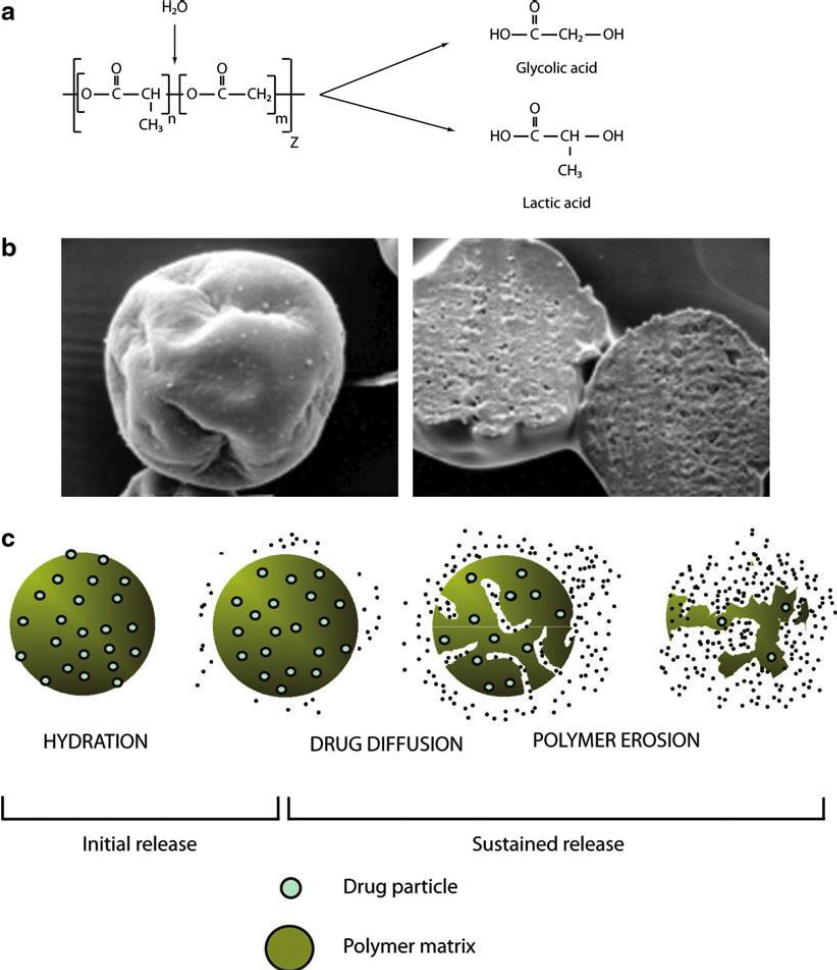 a
H₂O
O
HO—C—CH₂—OH
Glycolic acid
O O
O—C—CH O—C—CH₂
CH₃ n m
Z
O
HO—C—CH—OH
CH₃
Lactic acid
b
c
HYDRATION
DRUG DIFFUSION
POLYMER EROSION
Initial release
Sustained release
Drug particle
Polymer matrix